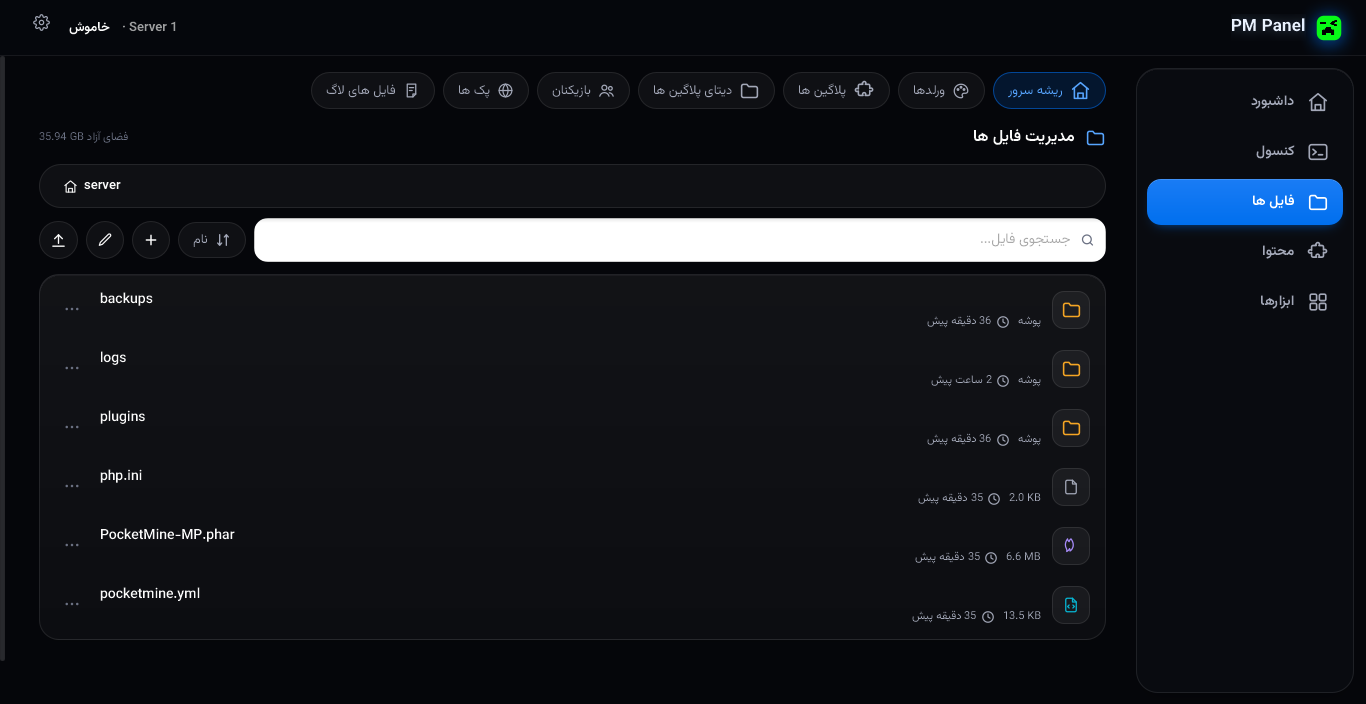 PM Panel
خاموش · Server 1
داشبورد
کنسول
فایل ها
محتوا
ابزارها
ریشه سرور
ورلدها
پلاگین ها
دیتای پلاگین ها
بازیکنان
پک ها
فایل های لاگ
مدیریت فایل ها
فضای آزاد 35.94 GB
server
جستجوی فایل...
نام
backups
پوشه 36 دقیقه پیش
logs
پوشه 2 ساعت پیش
plugins
پوشه 36 دقیقه پیش
php.ini
2.0 KB 35 دقیقه پیش
PocketMine-MP.phar
6.6 MB 35 دقیقه پیش
pocketmine.yml
13.5 KB 35 دقیقه پیش